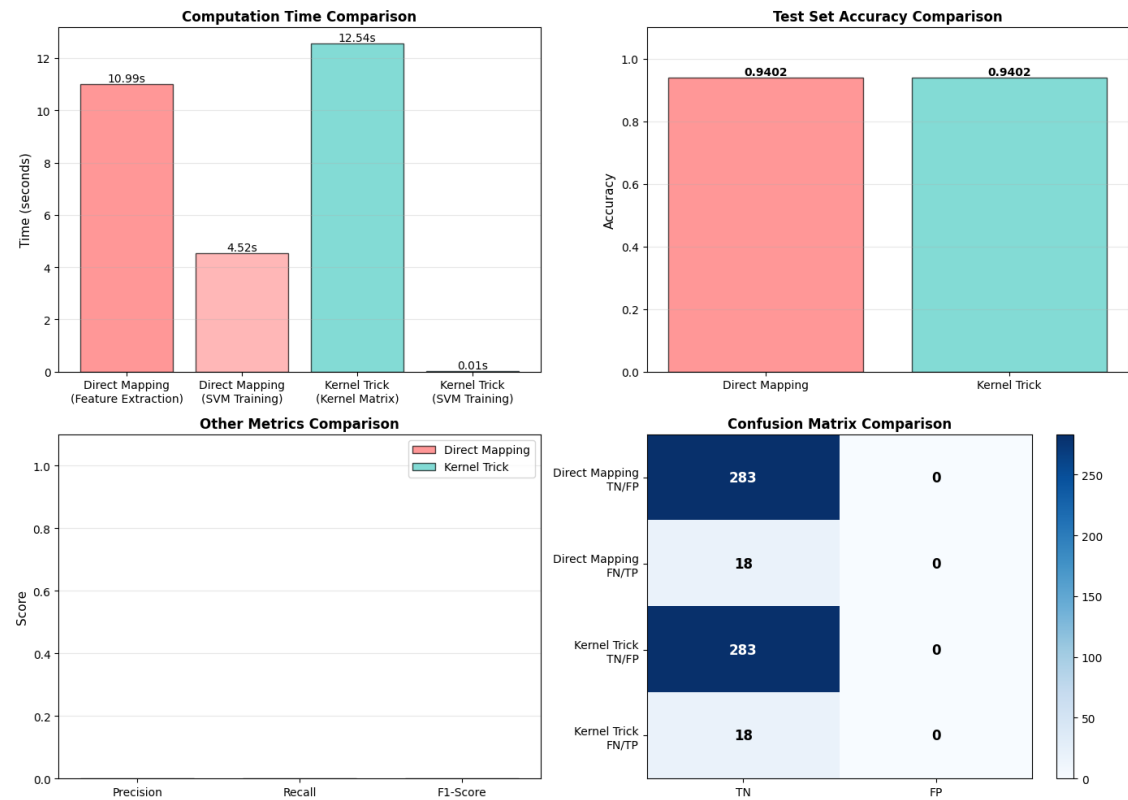 Computation Time Comparison
Time (seconds)
12
10
8
6
4
2
0
10.99s
4.52s
12.54s
0.01s
Direct Mapping
(Feature Extraction)
Direct Mapping
(SVM Training)
Kernel Trick
(Kernel Matrix)
Kernel Trick
(SVM Training)
Test Set Accuracy Comparison
Accuracy
1.0
0.8
0.6
0.4
0.2
0.0
0.9402
0.9402
Direct Mapping
Kernel Trick
Other Metrics Comparison
Score
1.0
0.8
0.6
0.4
0.2
0.0
Direct Mapping
Kernel Trick
Precision
Recall
F1-Score
Confusion Matrix Comparison
Direct Mapping
TN/FP
283
0
Direct Mapping
FN/TP
18
0
Kernel Trick
TN/FP
283
0
Kernel Trick
FN/TP
18
0
TN
FP
250
200
150
100
50
0